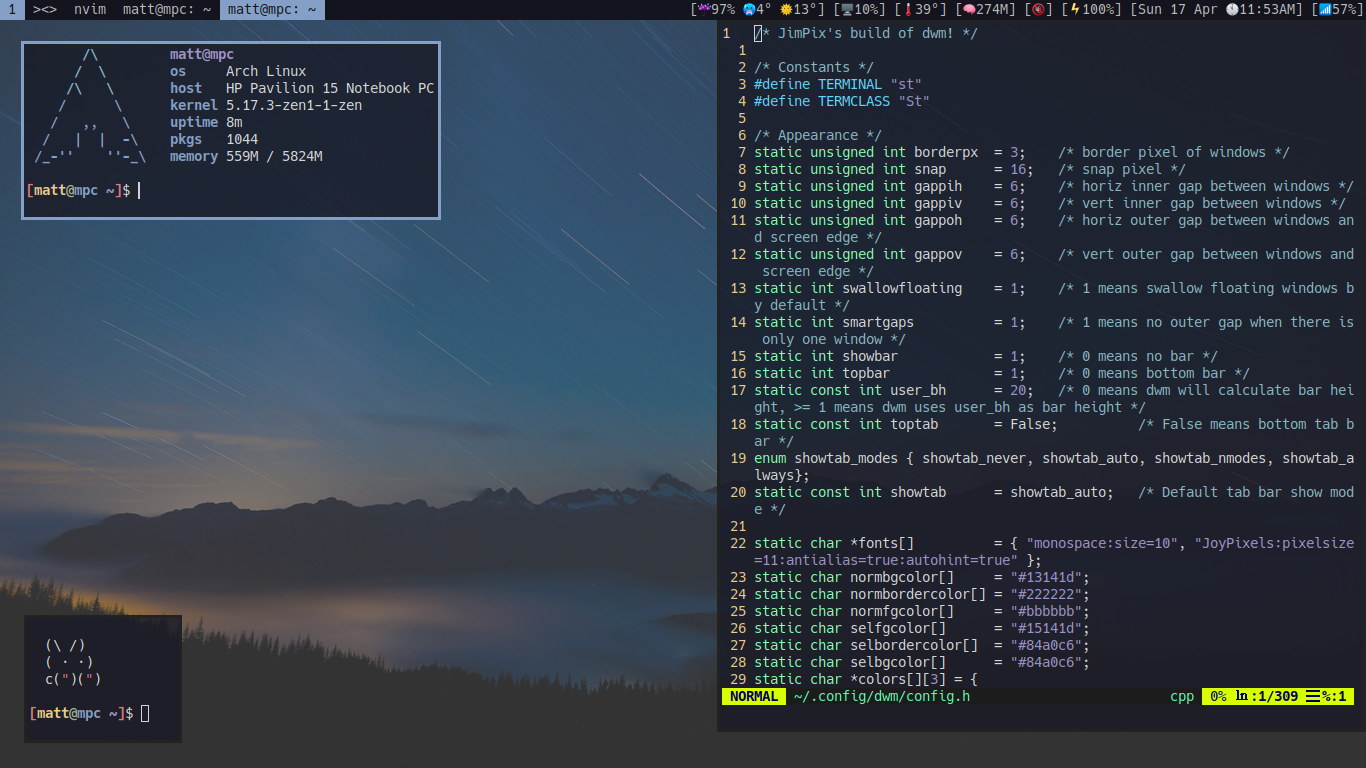 1 ><> nvim matt@mpc: ~ matt@mpc: ~ [👾97% 🥶4° 🌞13°] [🖥10%] [🌡39°] [🧠274M] [🔇] [⚡100%] [Sun 17 Apr 🕛11:53AM] [📶57%]
/\ matt@mpc
/  \ os Arch Linux
/\   \ host HP Pavilion 15 Notebook PC
/      \ kernel 5.17.3-zen1-1-zen
/   ,,   \ uptime 8m
/   |  |  -\ pkgs 1044
/_-''    ''-_\ memory 559M / 5824M
[matt@mpc ~]$
(\ /)
( · ·)
c(")(")
[matt@mpc ~]$
1 /* JimPix's build of dwm! */
1
2 /* Constants */
3 #define TERMINAL "st"
4 #define TERMCLASS "St"
5
6 /* Appearance */
7 static unsigned int borderpx  = 3;    /* border pixel of windows */
8 static unsigned int snap      = 16;   /* snap pixel */
9 static unsigned int gappih    = 6;    /* horiz inner gap between windows */
10 static unsigned int gappiv    = 6;    /* vert inner gap between windows */
11 static unsigned int gappoh    = 6;    /* horiz outer gap between windows an
d screen edge */
12 static unsigned int gappov    = 6;    /* vert outer gap between windows and
screen edge */
13 static int swallowfloating    = 1;    /* 1 means swallow floating windows b
y default */
14 static int smartgaps          = 1;    /* 1 means no outer gap when there is
only one window */
15 static int showbar            = 1;    /* 0 means no bar */
16 static int topbar             = 1;    /* 0 means bottom bar */
17 static const int user_bh      = 20;   /* 0 means dwm will calculate bar hei
ght, >= 1 means dwm uses user_bh as bar height */
18 static const int toptab       = False;          /* False means bottom tab b
ar */
19 enum showtab_modes { showtab_never, showtab_auto, showtab_nmodes, showtab_a
lways};
20 static const int showtab      = showtab_auto;   /* Default tab bar show mod
e */
21
22 static char *fonts[]          = { "monospace:size=10", "JoyPixels:pixelsize
=11:antialias=true:autohint=true" };
23 static char normbgcolor[]     = "#13141d";
24 static char normbordercolor[] = "#222222";
25 static char normfgcolor[]     = "#bbbbbb";
26 static char selfgcolor[]      = "#15141d";
27 static char selbordercolor[]  = "#84a0c6";
28 static char selbgcolor[]      = "#84a0c6";
29 static char *colors[][3] = {
NORMAL ~/.config/dwm/config.h cpp 0% ㏑:1/309 ☰%:1